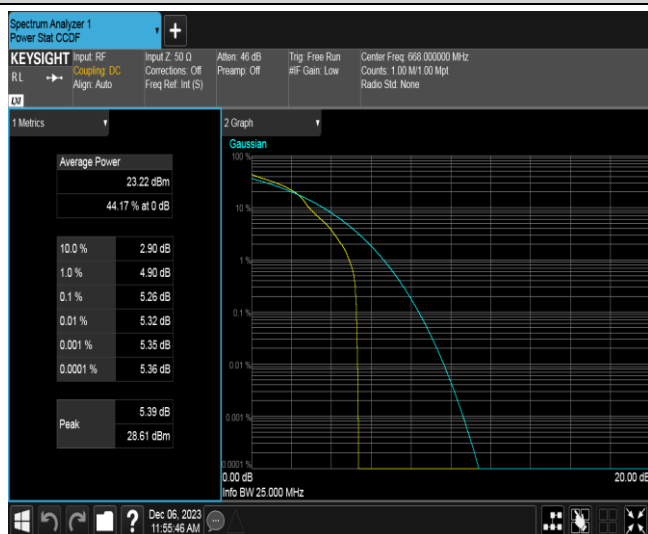 Spectrum Analyzer 1
Power Stat CCDF
+
KEYSIGHT
R L
LXI
Input: RF
Coupling: DC
Align: Auto
Input Z: 50 Ω
Corrections: Off
Freq Ref: Int (S)
Atten: 46 dB
Preamp: Off
Trig: Free Run
#IF Gain: Low
Center Freq: 668.000000 MHz
Counts: 1.00 M/1.00 Mpt
Radio Std: None
1 Metrics
Average Power
23.22 dBm
44.17 % at 0 dB
10.0 % 2.90 dB
1.0 % 4.90 dB
0.1 % 5.26 dB
0.01 % 5.32 dB
0.001 % 5.35 dB
0.0001 % 5.36 dB
Peak
5.39 dB
28.61 dBm
2 Graph
Gaussian
100 %
10 %
1 %
0.1 %
0.01 %
0.001 %
0.0001 %
0.00 dB
20.00 dB
Info BW 25.000 MHz
?
Dec 06, 2023
11:55:46 AM